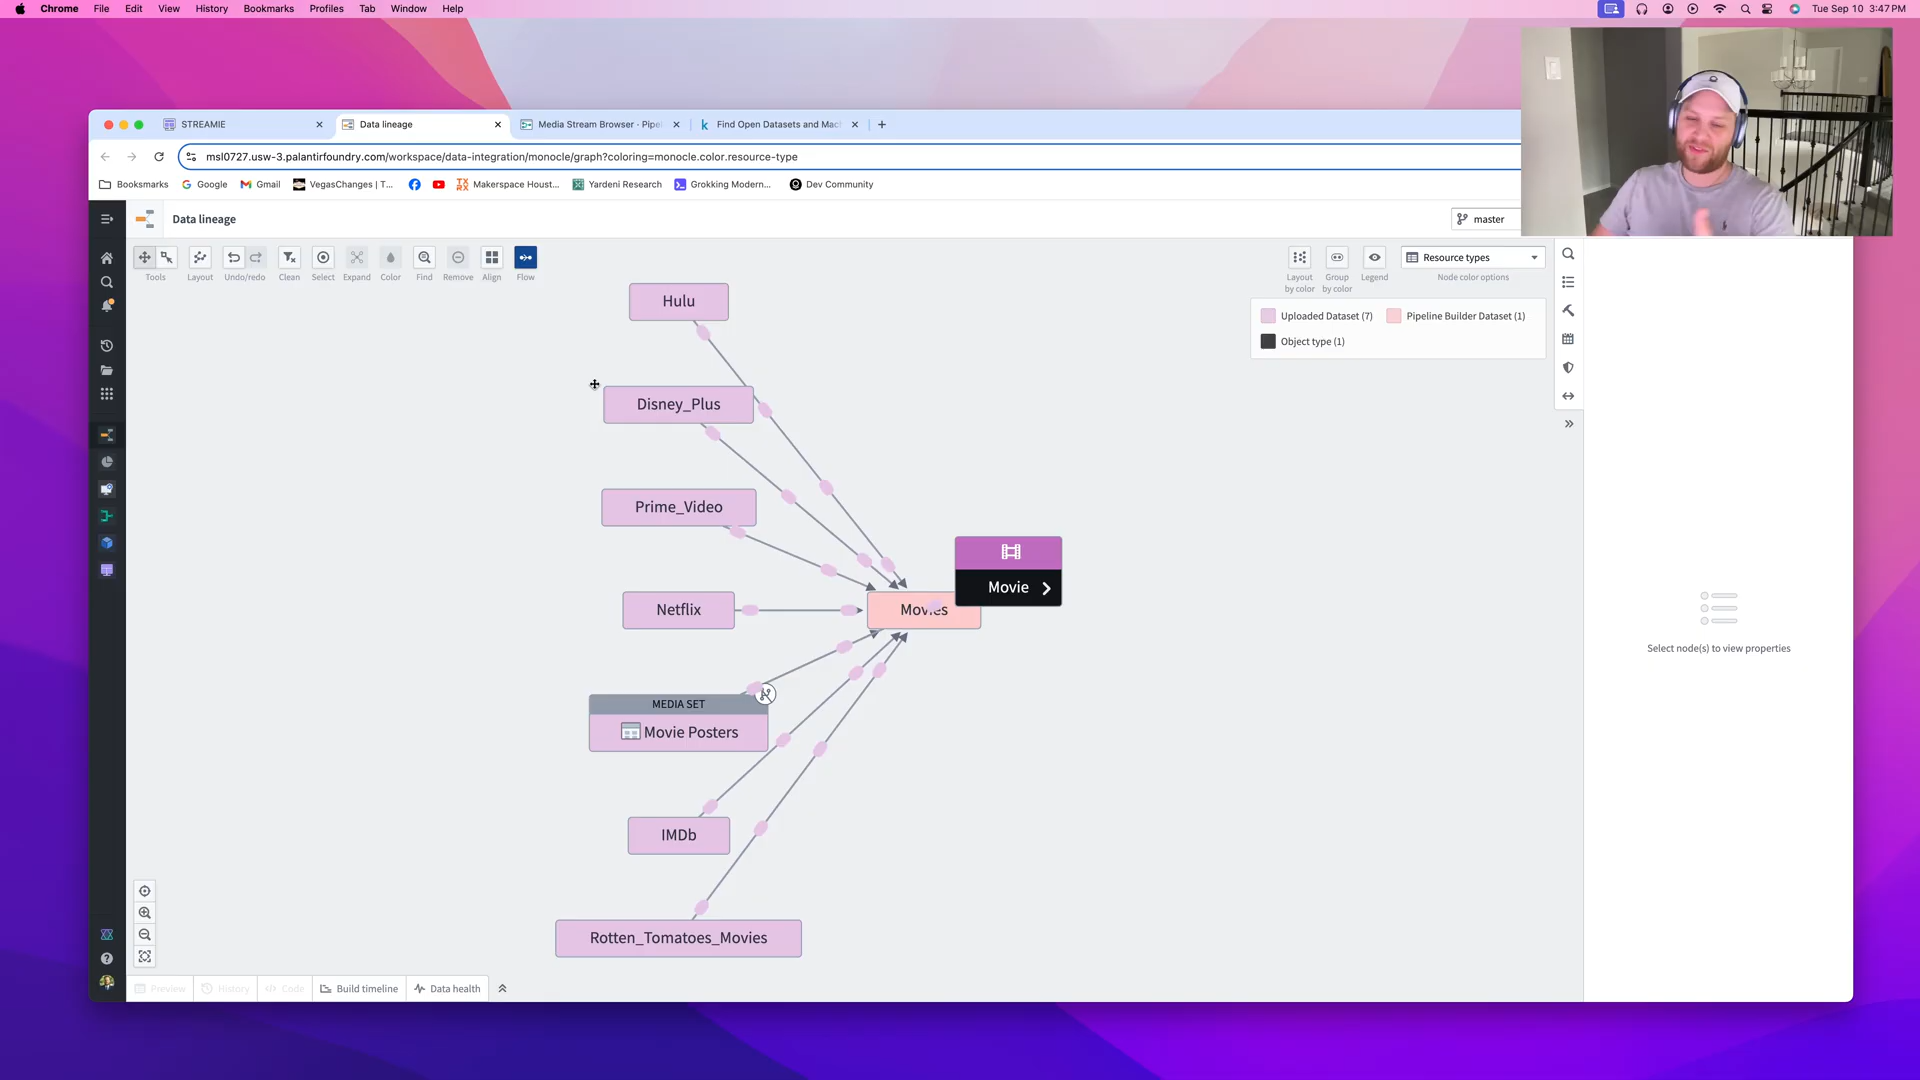 Chrome File Edit View History Bookmarks Profiles Tab Window Help
Tue Sep 10 3:47 PM
STREAMIE
Data lineage
Media Stream Browser · Pipel
Find Open Datasets and Mac
msl0727.usw-3.palantirfoundry.com/workspace/data-integration/monocle/graph?coloring=monocle.color.resource-type
Booksmarks
Google
Gmail
VegasChanges | T...
Makerspace Houst...
Yardeni Research
Grokking Modern...
Dev Community
Data lineage
master
Tools
Layout
Undo/redo
Clean
Select
Expand
Color
Find
Remove
Align
Flow
Layout by color
Group by color
Legend
Resource types
Node color options
Uploaded Dataset (7)
Pipeline Builder Dataset (1)
Object type (1)
Hulu
Disney_Plus
Prime_Video
Netflix
Movies
Movie
MEDIA SET
Movie Posters
IMDb
Rotten_Tomatoes_Movies
Select node(s) to view properties
Preview
History
Code
Build timeline
Data health